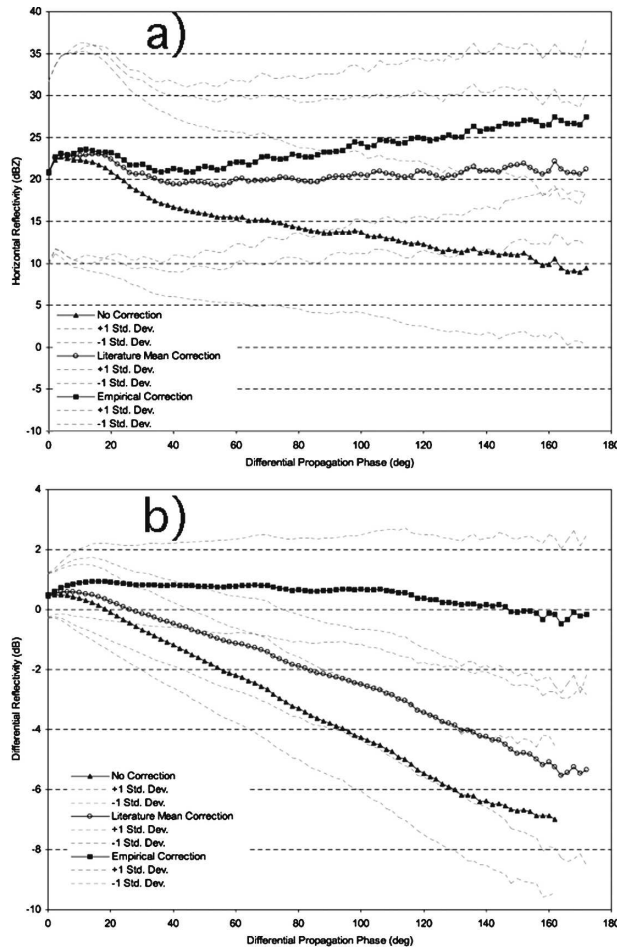 a)
40
35
30
25
20
15
10
5
0
-5
-10
Horizontal Reflectivity (dBZ)
No Correction
+1 Std. Dev.
-1 Std. Dev.
Literature Mean Correction
+1 Std. Dev.
-1 Std. Dev.
Empirical Correction
+1 Std. Dev.
-1 Std. Dev.
0 20 40 60 80 100 120 140 160 180
Differential Propagation Phase (deg)
b)
4
2
0
-2
-4
-6
-8
-10
Differential Reflectivity (dB)
No Correction
+1 Std. Dev.
-1 Std. Dev.
Literature Mean Correction
+1 Std. Dev.
-1 Std. Dev.
Empirical Correction
+1 Std. Dev.
-1 Std. Dev.
0 20 40 60 80 100 120 140 160 180
Differential Propagation Phase (deg)